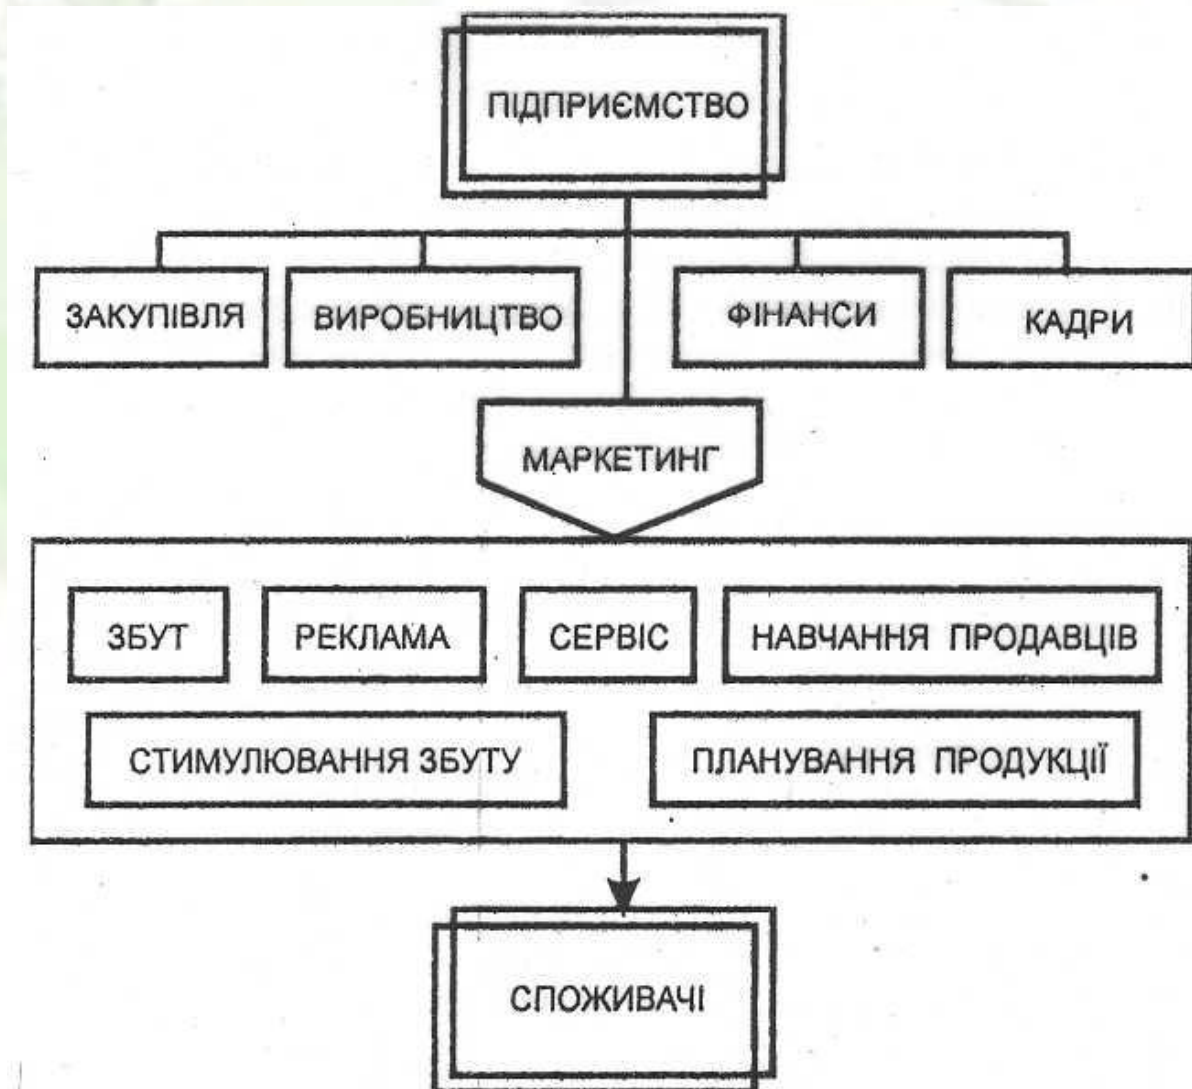 ПІДПРИЄМСТВО
ЗАКУПІВЛЯ
ВИРОБНИЦТВО
ФІНАНСИ
КАДРИ
МАРКЕТИНГ
ЗБУТ
РЕКЛАМА
СЕРВІС
НАВЧАННЯ ПРОДАВЦІВ
СТИМУЛЮВАННЯ ЗБУТУ
ПЛАНУВАННЯ ПРОДУКЦІЇ
СПОЖИВАЧІ